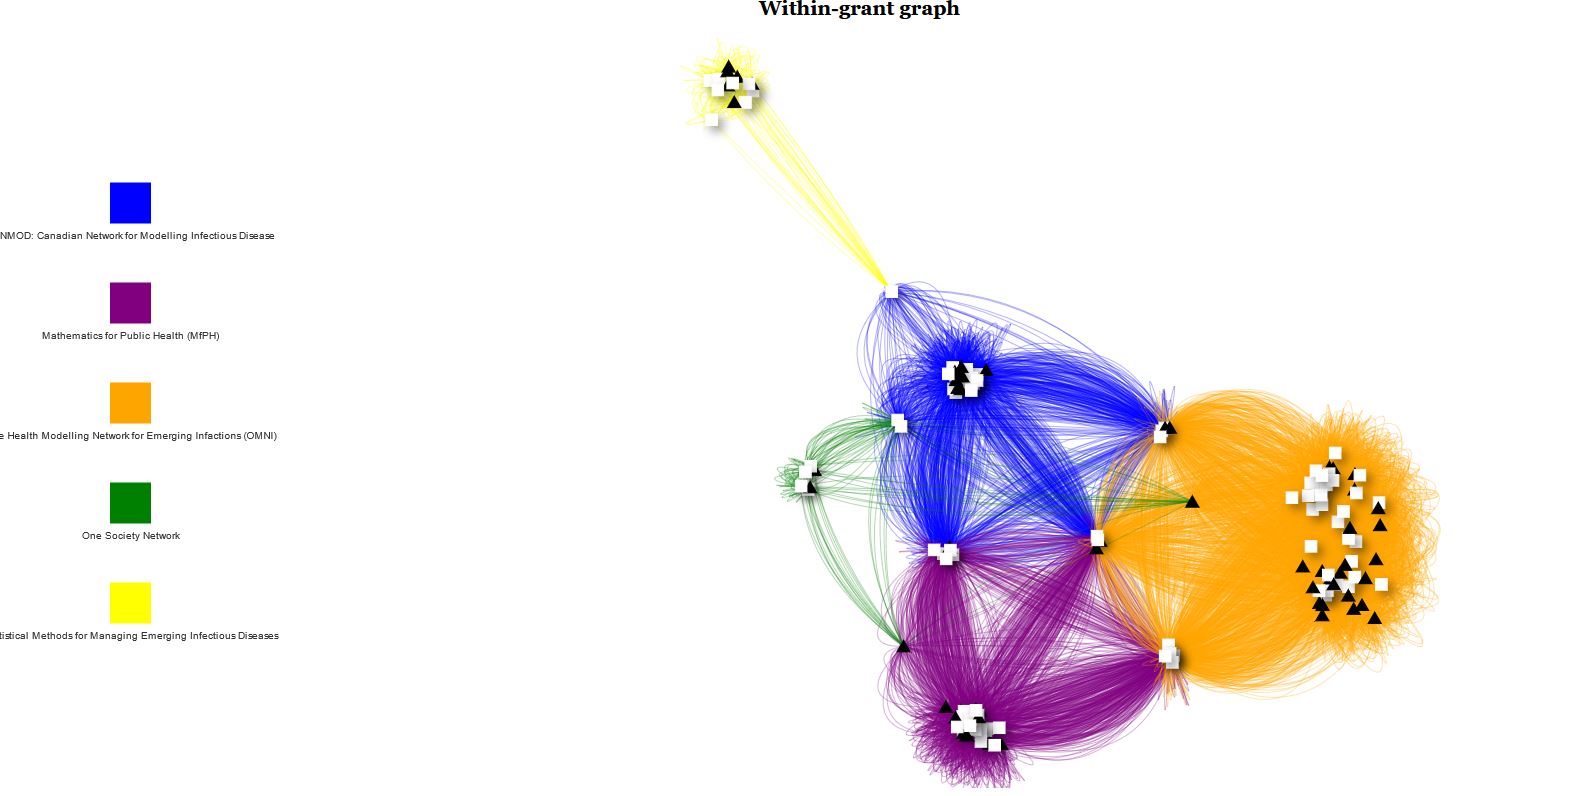 Within-grant graph
NMOD: Canadian Network for Modelling Infectious Disease
Mathematics for Public Health (MfPH)
e Health Modelling Network for Emerging Infactions (OMNI)
One Society Network
tistical Methods for Managing Emerging Infectious Diseases